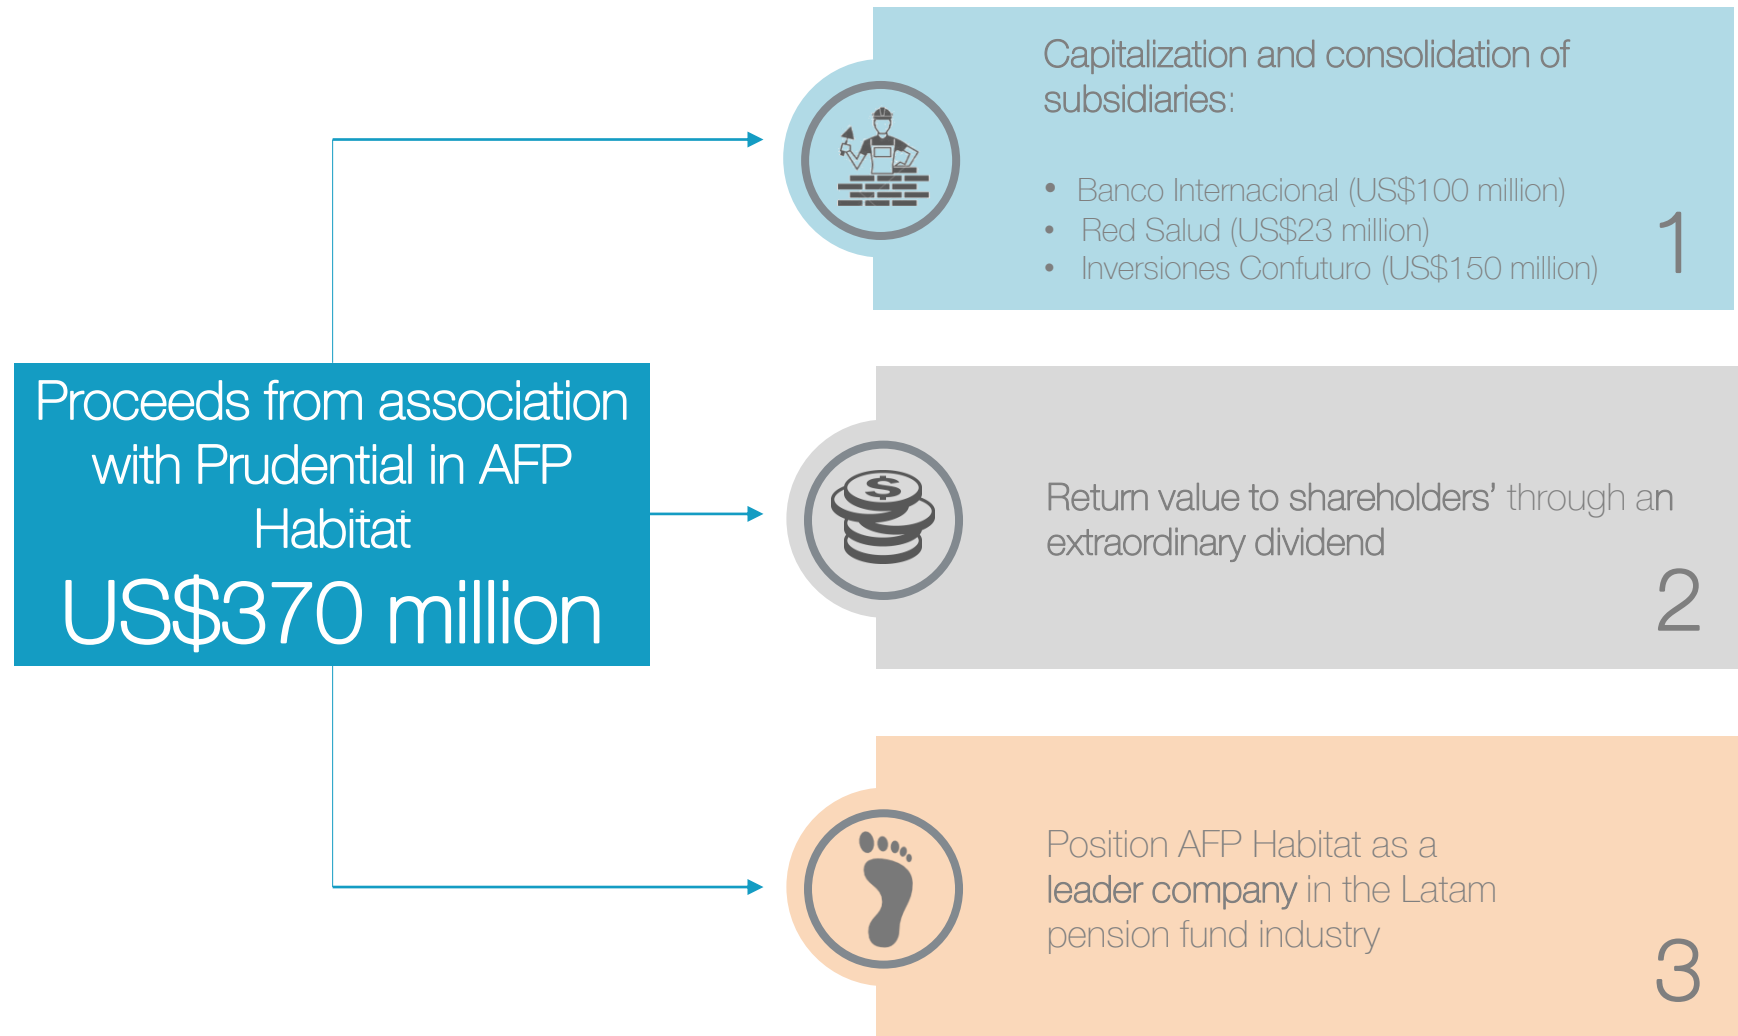 Proceeds from association
with Prudential in AFP
Habitat
US$370 million
Capitalization and consolidation of
subsidiaries:
• Banco Internacional (US$100 million)
• Red Salud (US$23 million)
• Inversiones Confuturo (US$150 million)
1
$
Return value to shareholders’ through an
extraordinary dividend
2
Position AFP Habitat as a
leader company in the Latam
pension fund industry
3